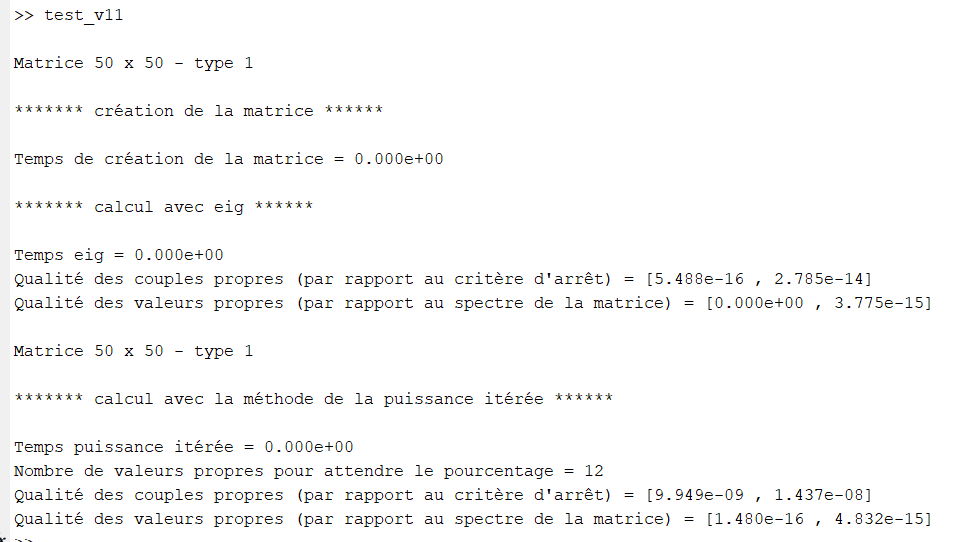 >> test_v11
Matrice 50 x 50 - type 1
******* création de la matrice ******
Temps de création de la matrice = 0.000e+00
******* calcul avec eig ******
Temps eig = 0.000e+00
Qualité des couples propres (par rapport au critère d'arrêt) = [5.488e-16 , 2.785e-14]
Qualité des valeurs propres (par rapport au spectre de la matrice) = [0.000e+00 , 3.775e-15]
Matrice 50 x 50 - type 1
******* calcul avec la méthode de la puissance itérée ******
Temps puissance itérée = 0.000e+00
Nombre de valeurs propres pour attendre le pourcentage = 12
Qualité des couples propres (par rapport au critère d'arrêt) = [9.949e-09 , 1.437e-08]
Qualité des valeurs propres (par rapport au spectre de la matrice) = [1.480e-16 , 4.832e-15]
>>